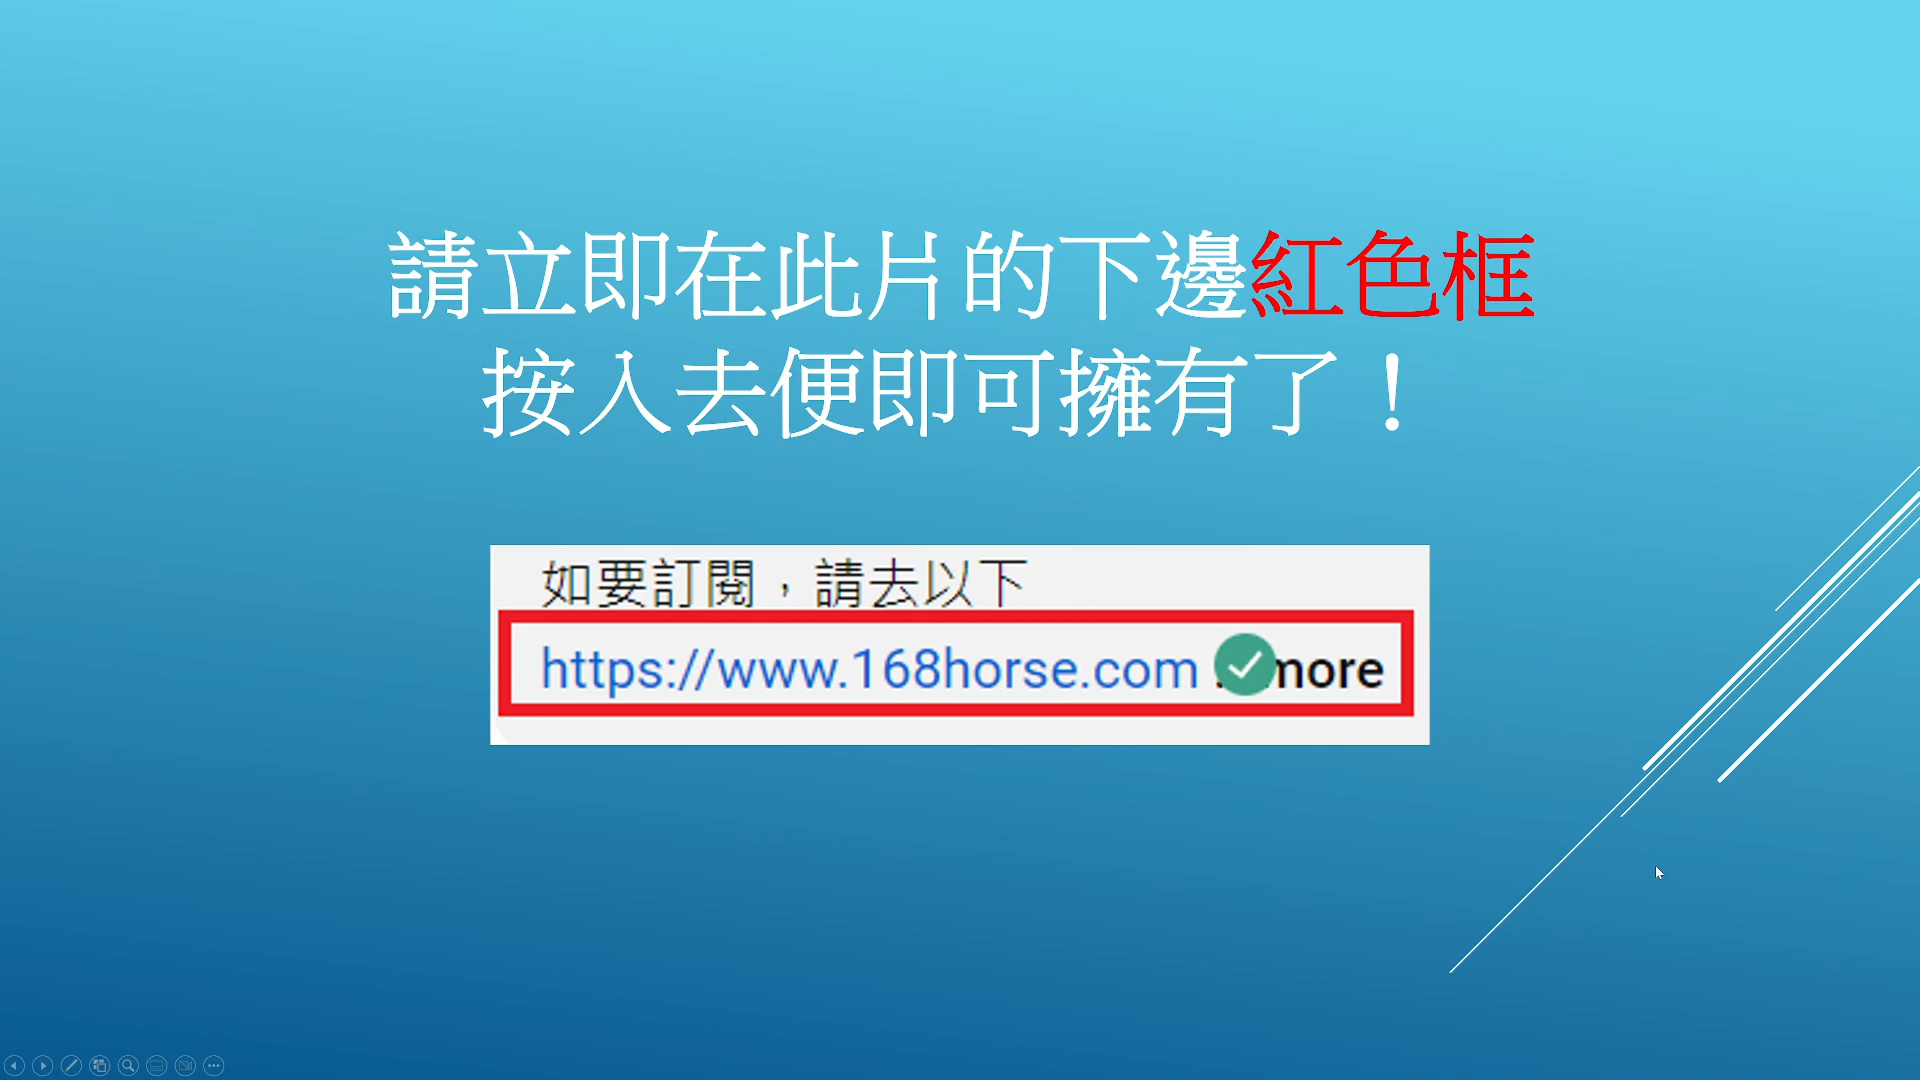 請立即在此片的下邊紅色框
按入去便即可擁有了！
如要訂閱，請去以下
https://www.168horse.com more